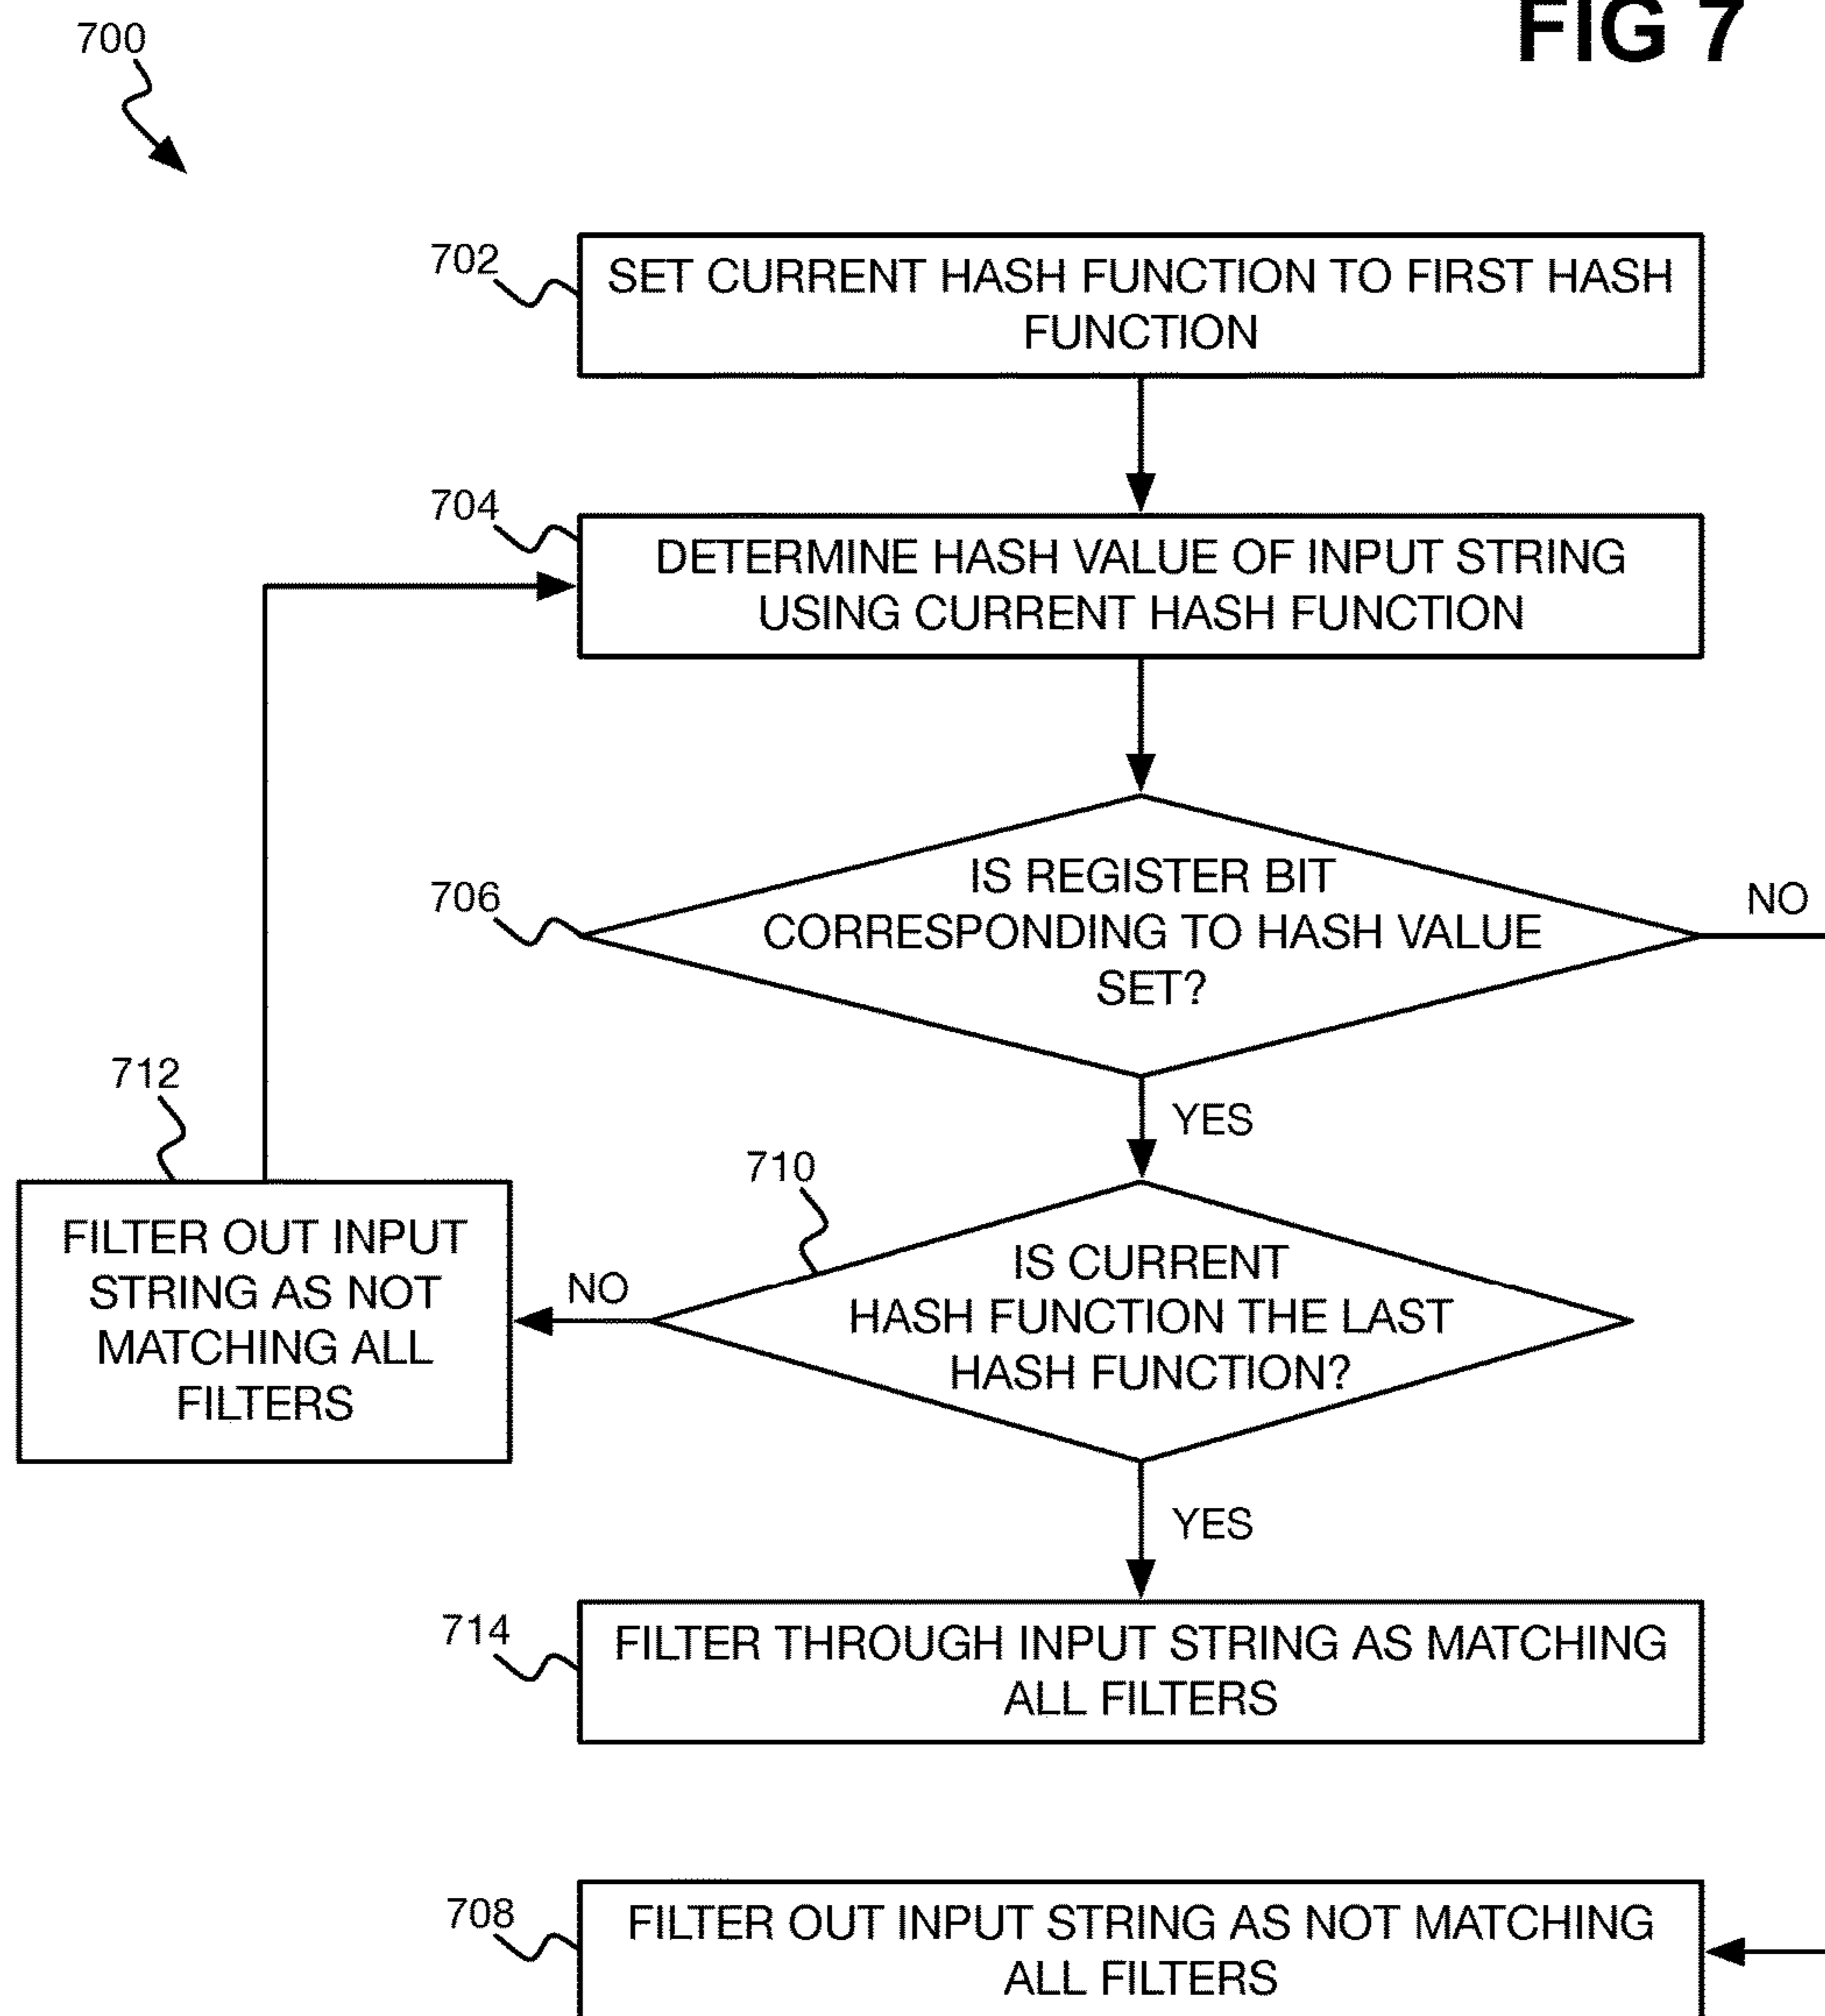 FIG 7
700
702
SET CURRENT HASH FUNCTION TO FIRST HASH
FUNCTION
704
DETERMINE HASH VALUE OF INPUT STRING
USING CURRENT HASH FUNCTION
706
IS REGISTER BIT
CORRESPONDING TO HASH VALUE
SET?
NO
YES
712
FILTER OUT INPUT
STRING AS NOT
MATCHING ALL
FILTERS
NO
710
IS CURRENT
HASH FUNCTION THE LAST
HASH FUNCTION?
YES
714
FILTER THROUGH INPUT STRING AS MATCHING
ALL FILTERS
708
FILTER OUT INPUT STRING AS NOT MATCHING
ALL FILTERS